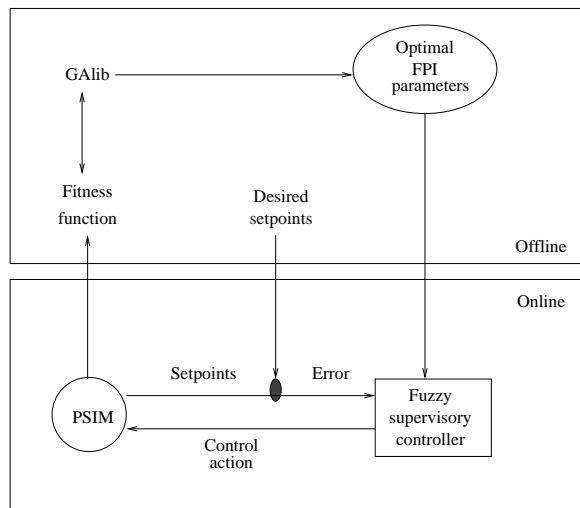 Optimal
FPI
parameters
GAlib
Fitness
function
Desired
setpoints
Offline
Online
Setpoints
Error
PSIM
Fuzzy
supervisory
controller
Control
action